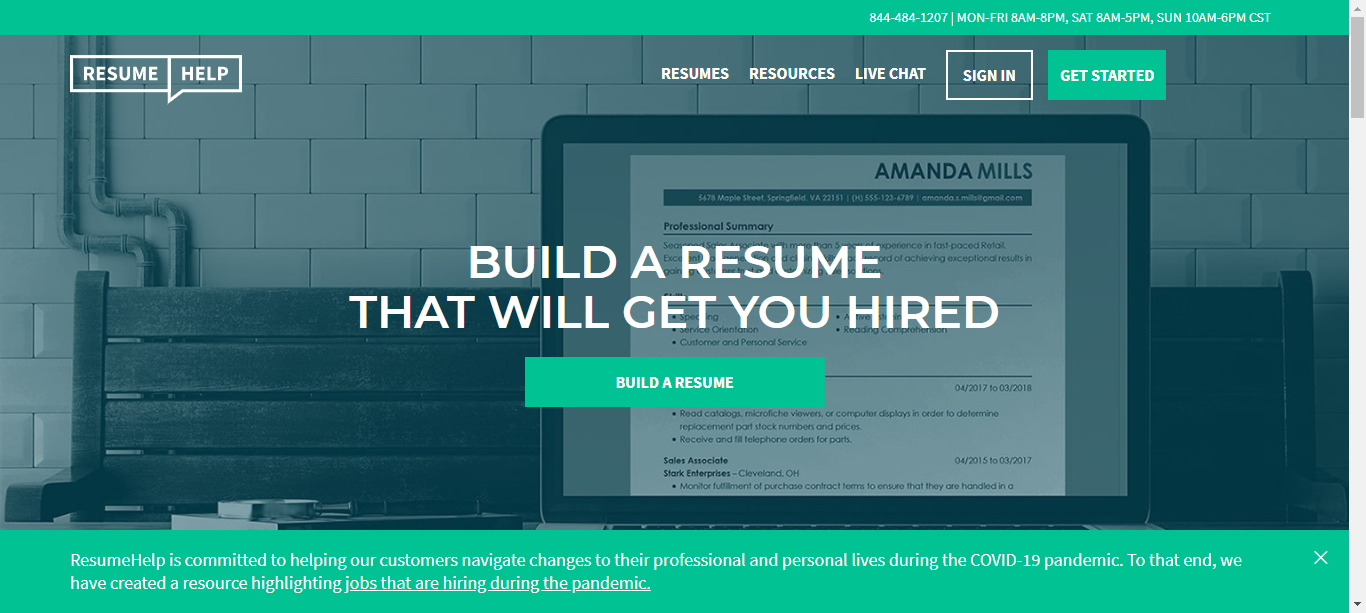 844-484-1207 | MON-FRI 8AM-8PM, SAT 8AM-5PM, SUN 10AM-6PM CST
RESUME HELP
RESUMES RESOURCES LIVE CHAT SIGN IN GET STARTED
AMANDA MILLS
5678 Maple Street, Springfield, VA 22151 | (H) 555-123-6789 | amanda.x.mills@gmail.com
Professional Summary
Seasoned Sales Associate with more than 5 years of experience in fast-paced Retail.
BUILD A RESUME
THAT WILL GET YOU HIRED
Service Orientation • Reading Comprehension
• Customer and Personal Service
BUILD A RESUME
04/2017 to 03/2018
• Read catalogs, microfiche viewers, or computer displays in order to determine
replacement part stock numbers and prices.
• Receive and fill telephone orders for parts.
Sales Associate 04/2015 to 03/2017
Stark Enterprises – Cleveland, OH
• Monitor fulfillment of purchase contract terms to ensure that they are handled in a
ResumeHelp is committed to helping our customers navigate changes to their professional and personal lives during the COVID-19 pandemic. To that end, we
have created a resource highlighting jobs that are hiring during the pandemic.